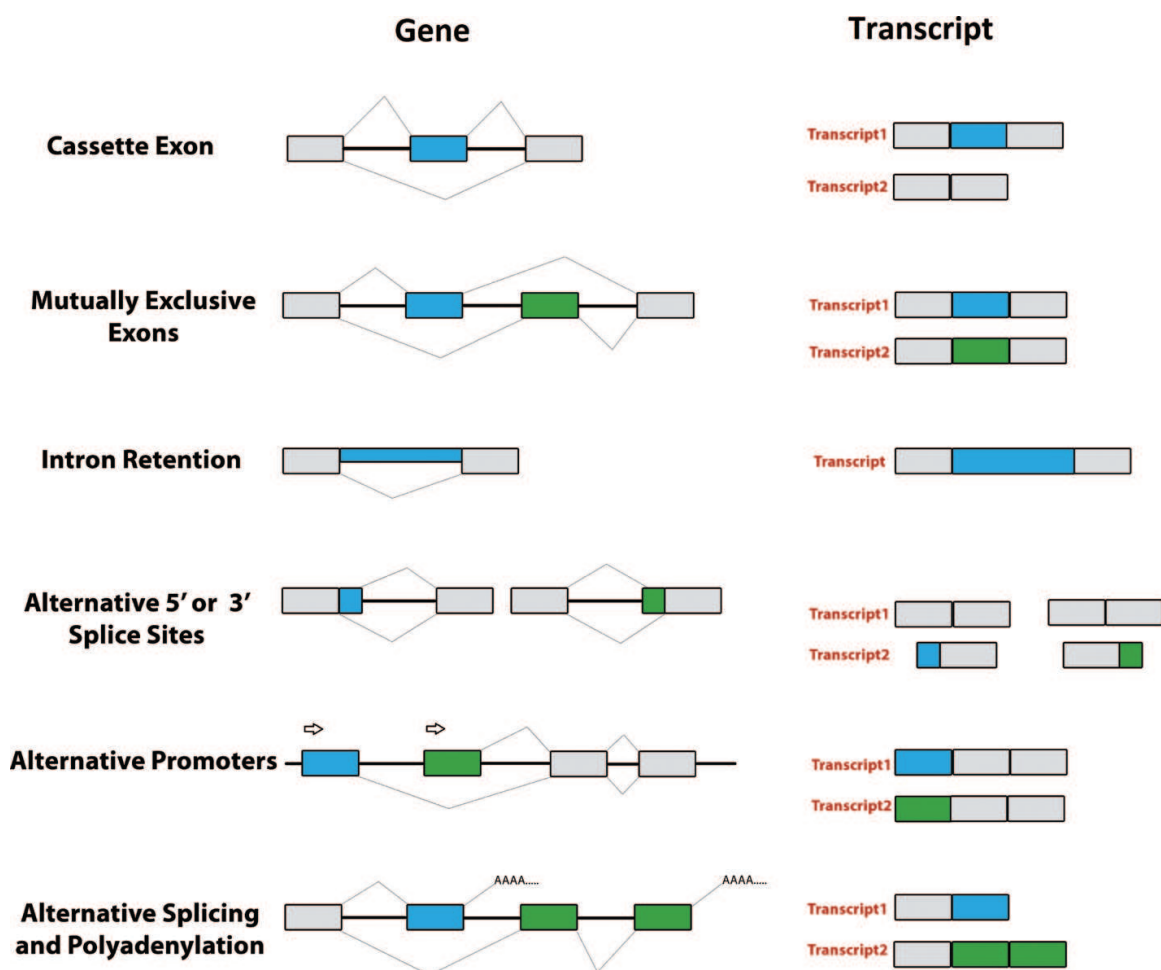 Gene
Transcript
Cassette Exon
Transcript1
Transcript2
Mutually Exclusive
Exons
Transcript1
Transcript2
Intron Retention
Transcript
Alternative 5' or 3'
Splice Sites
Transcript1
Transcript2
Alternative Promoters
Transcript1
Transcript2
AAAA.....
AAAA.....
Alternative Splicing
and Polyadenylation
Transcript1
Transcript2